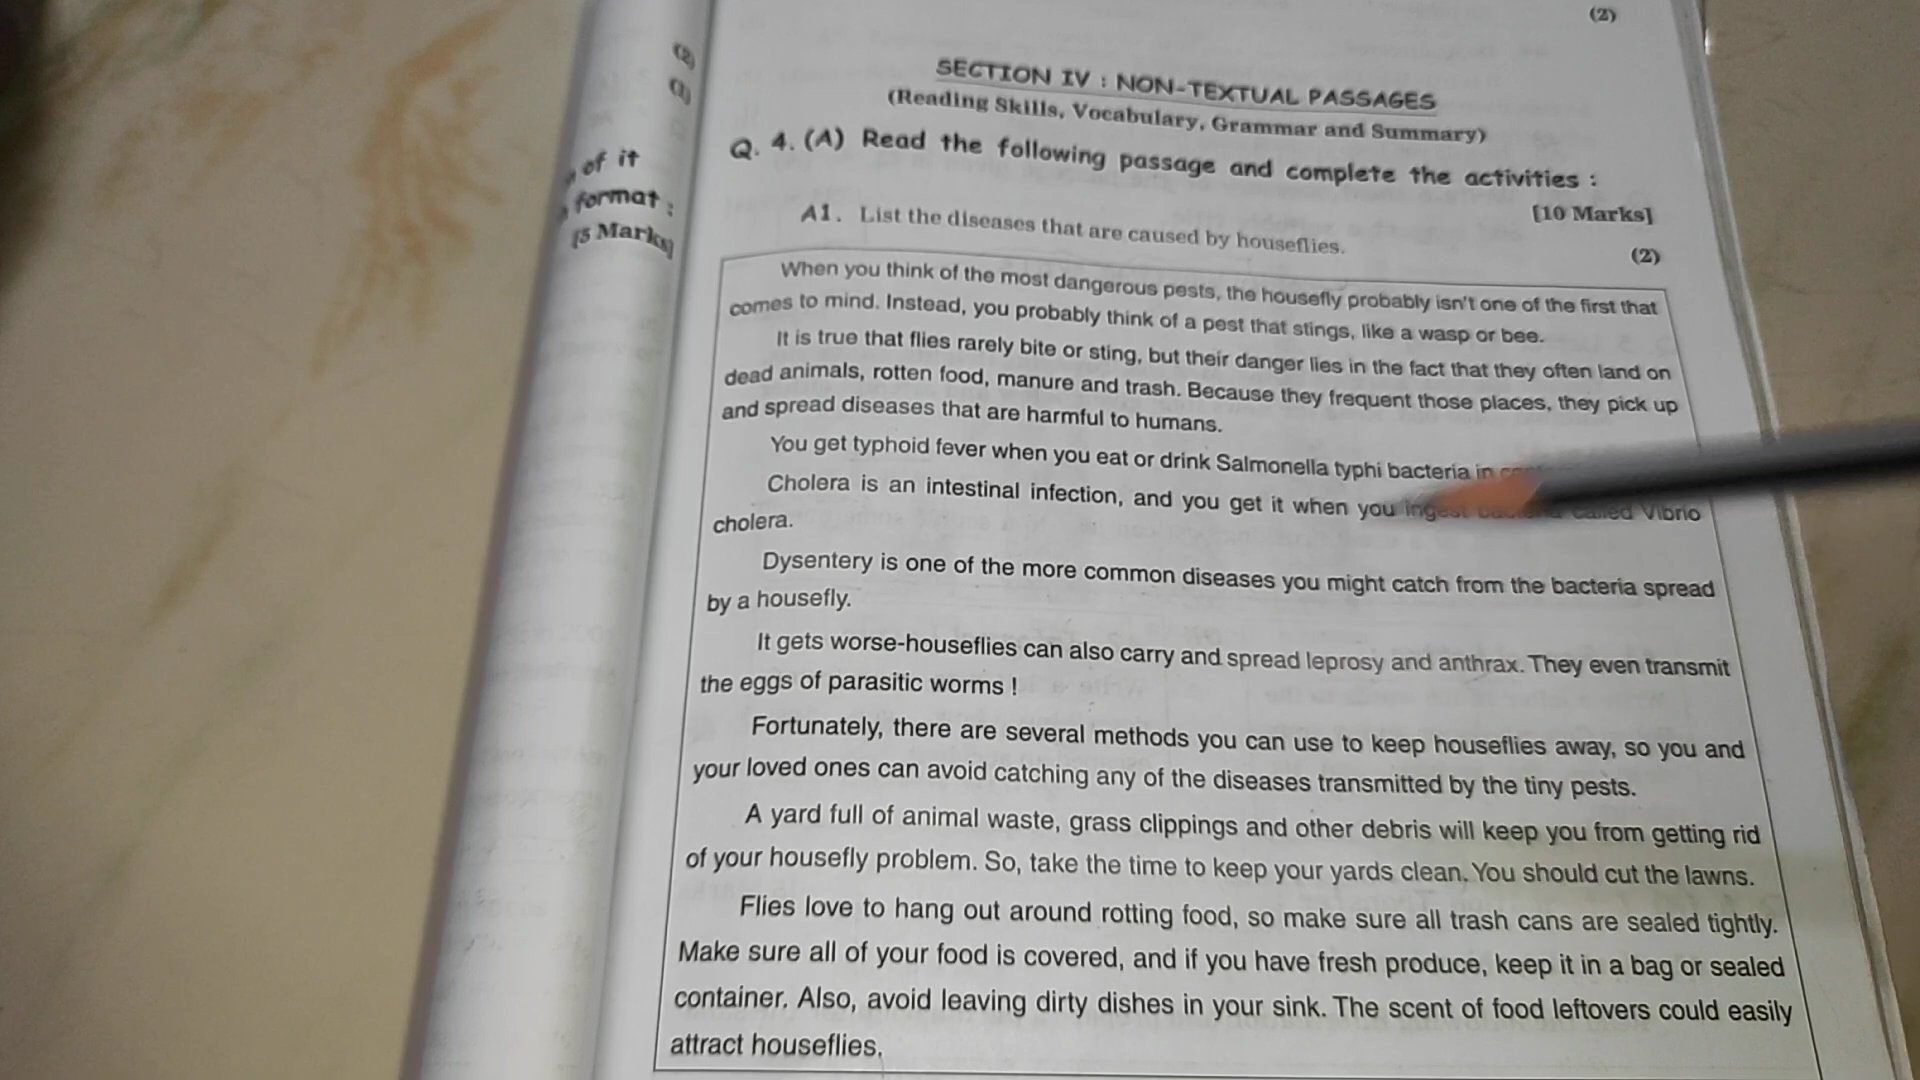 (2)
(2)
(1)
of it
format :
[5 Marks]
SECTION IV : NON-TEXTUAL PASSAGES
(Reading Skills, Vocabulary, Grammar and Summary)
Q. 4. (A) Read the following passage and complete the activities :
[10 Marks]
A1. List the diseases that are caused by houseflies.
(2)
When you think of the most dangerous pests, the housefly probably isn't one of the first that
comes to mind. Instead, you probably think of a pest that stings, like a wasp or bee.
It is true that flies rarely bite or sting, but their danger lies in the fact that they often land on
dead animals, rotten food, manure and trash. Because they frequent those places, they pick up
and spread diseases that are harmful to humans.
You get typhoid fever when you eat or drink Salmonella typhi bacteria in
Cholera is an intestinal infection, and you get it when you ingest bacteria called Vibrio
cholera.
Dysentery is one of the more common diseases you might catch from the bacteria spread
by a housefly.
It gets worse-houseflies can also carry and spread leprosy and anthrax. They even transmit
the eggs of parasitic worms !
Fortunately, there are several methods you can use to keep houseflies away, so you and
your loved ones can avoid catching any of the diseases transmitted by the tiny pests.
A yard full of animal waste, grass clippings and other debris will keep you from getting rid
of your housefly problem. So, take the time to keep your yards clean. You should cut the lawns.
Flies love to hang out around rotting food, so make sure all trash cans are sealed tightly.
Make sure all of your food is covered, and if you have fresh produce, keep it in a bag or sealed
container. Also, avoid leaving dirty dishes in your sink. The scent of food leftovers could easily
attract houseflies.